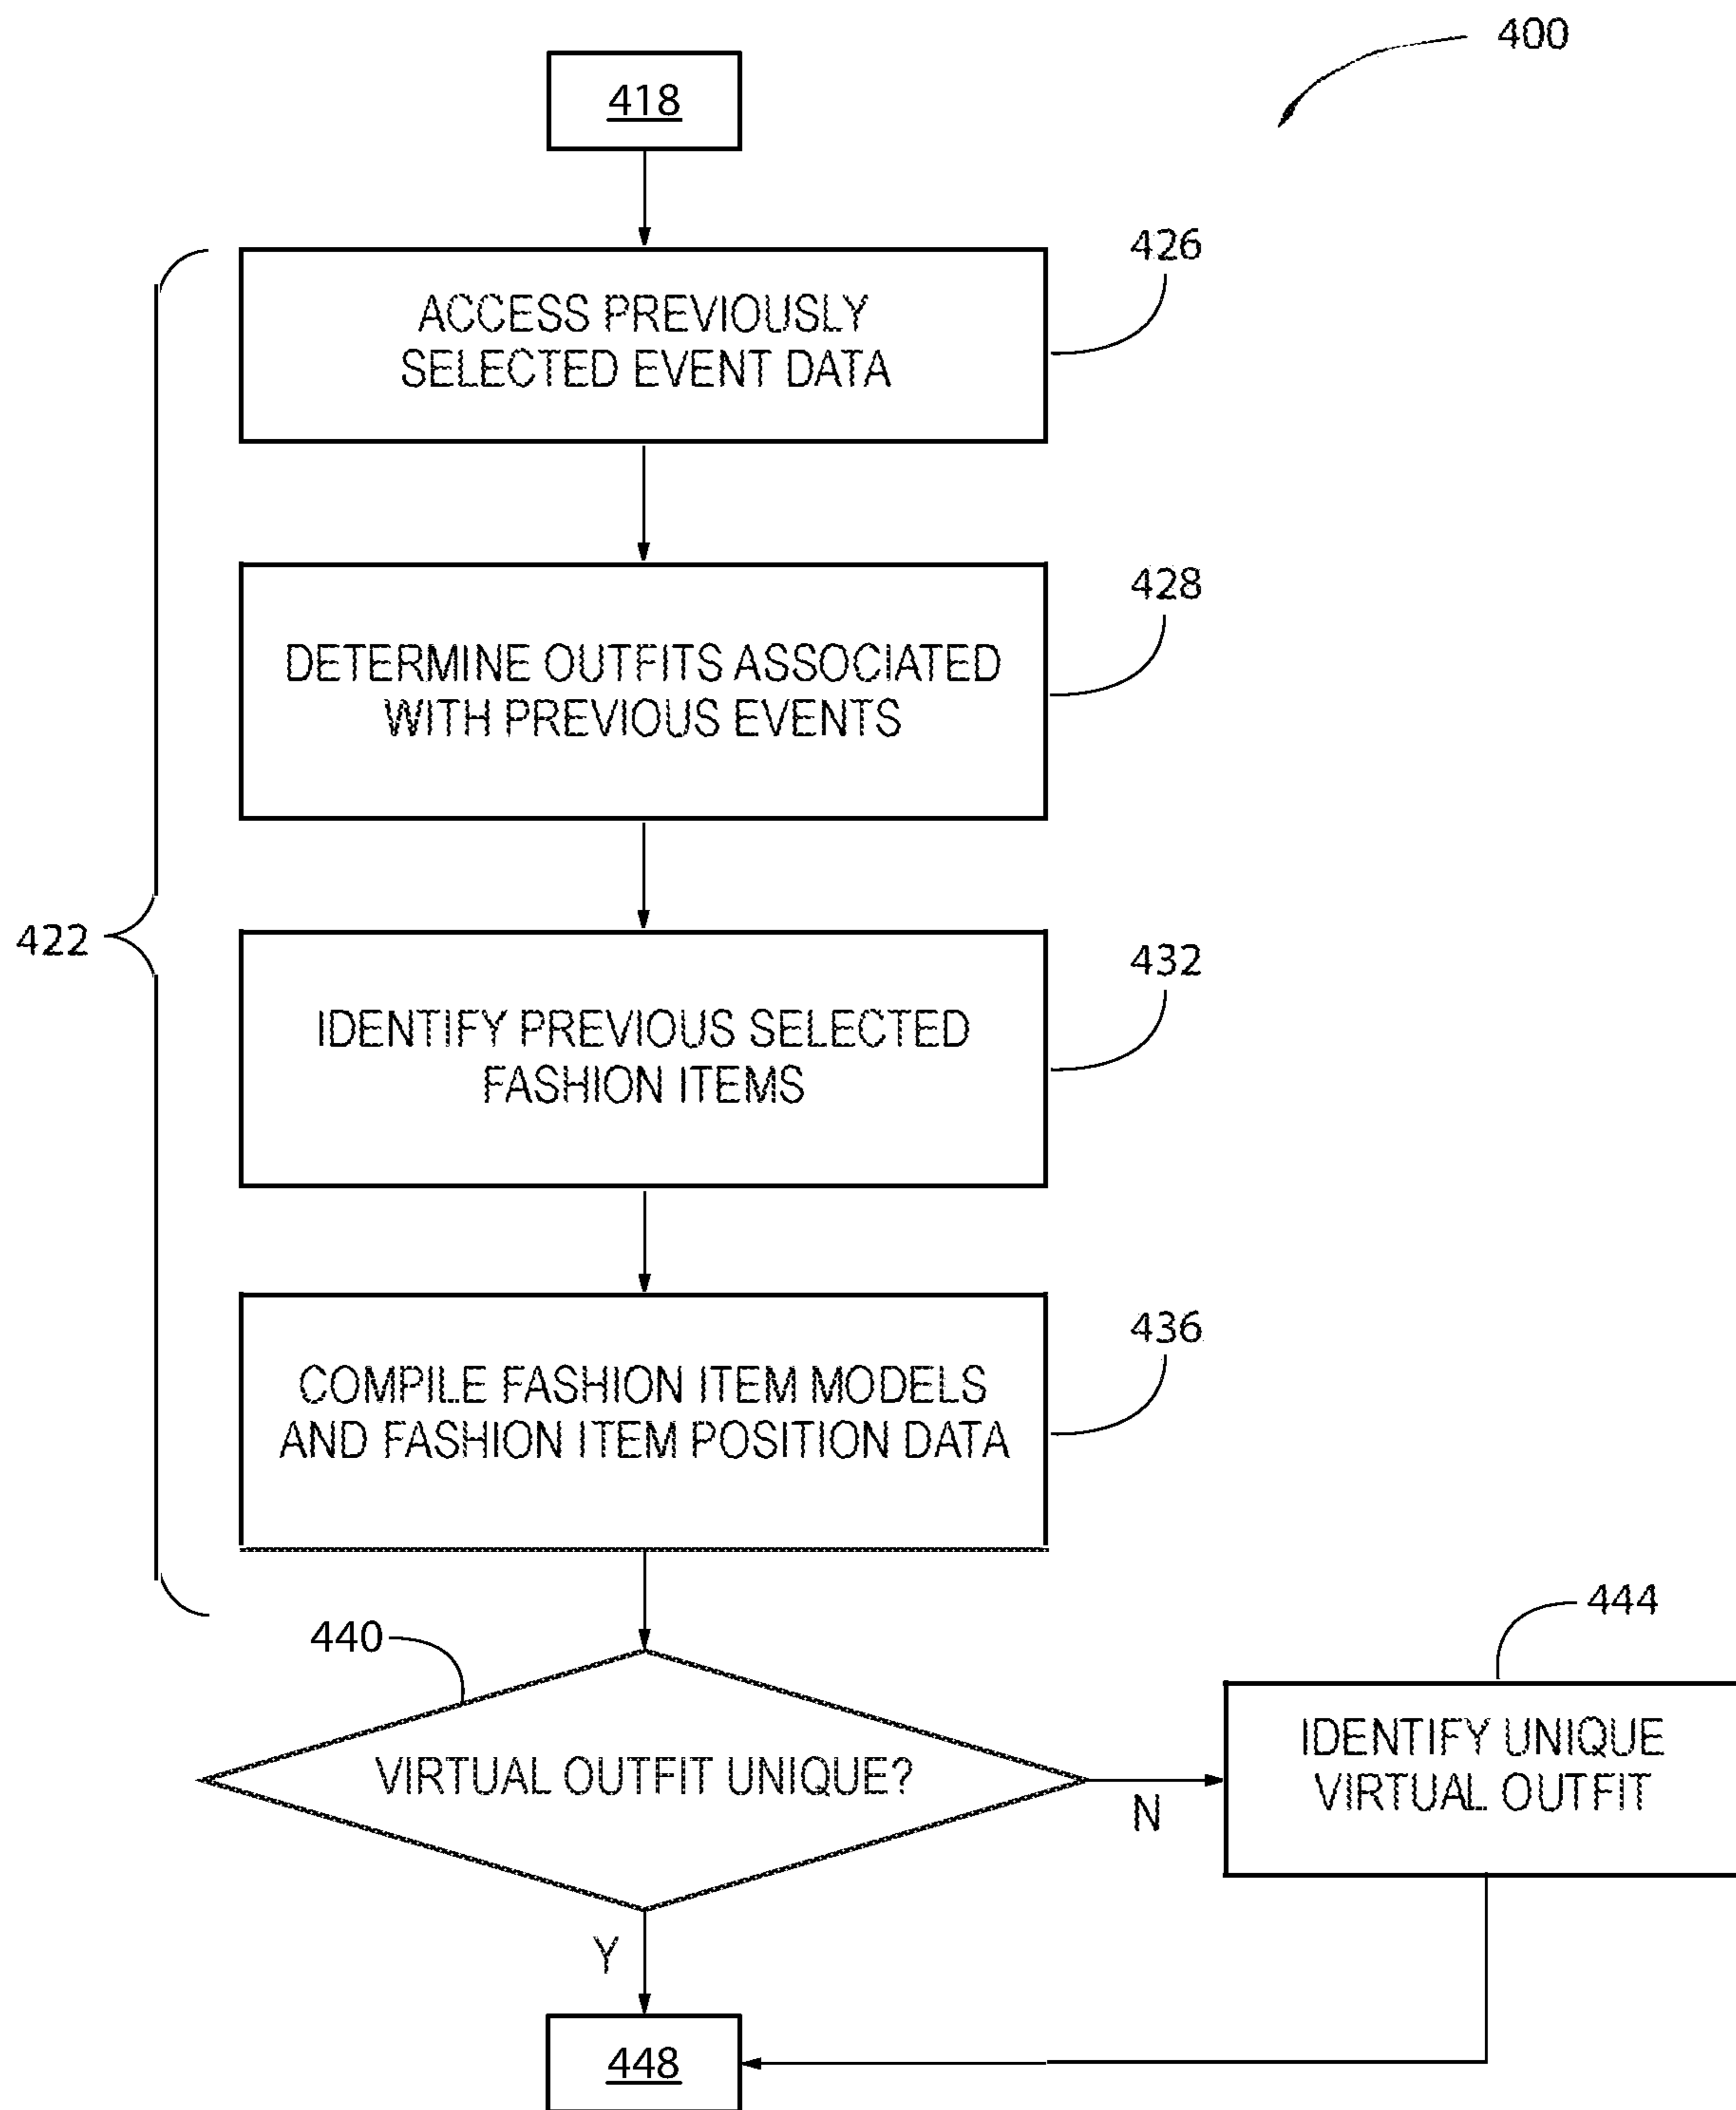 400
418
426
ACCESS PREVIOUSLY
SELECTED EVENT DATA
428
DETERMINE OUTFITS ASSOCIATED
WITH PREVIOUS EVENTS
422
432
IDENTIFY PREVIOUS SELECTED
FASHION ITEMS
436
COMPILE FASHION ITEM MODELS
AND FASHION ITEM POSITION DATA
440
444
VIRTUAL OUTFIT UNIQUE?
IDENTIFY UNIQUE
VIRTUAL OUTFIT
N
Y
448